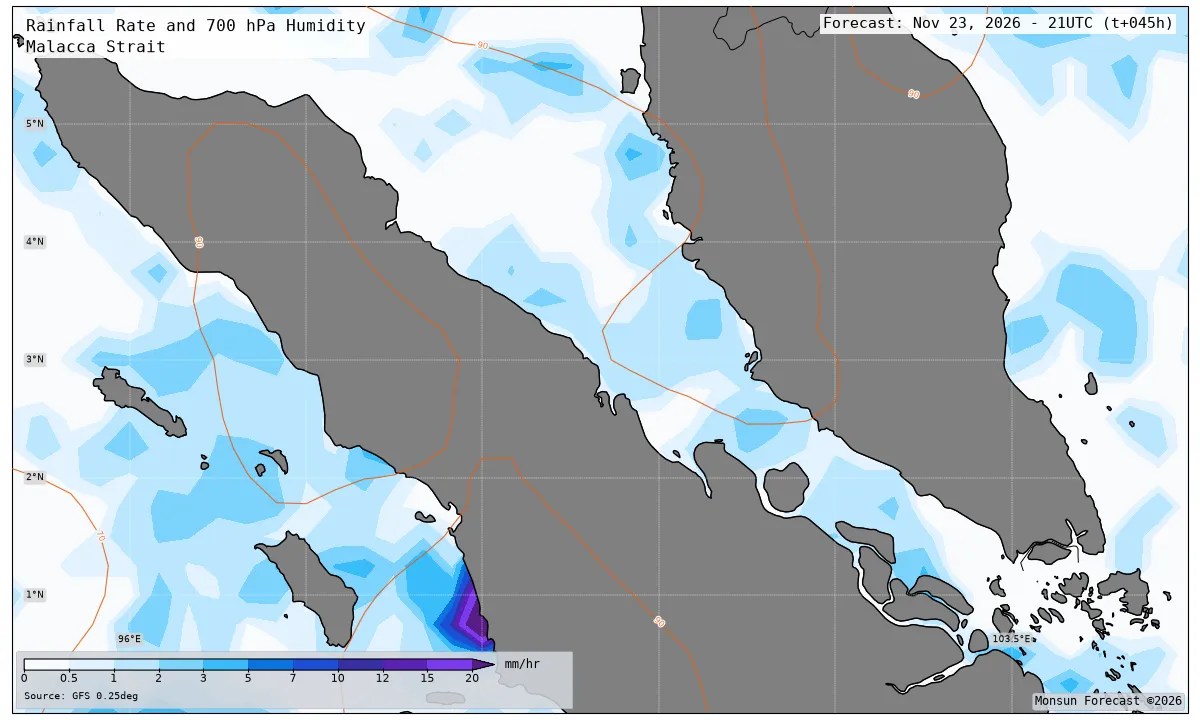 Rainfall Rate and 700 hPa Humidity
Malacca Strait
Forecast: Nov 23, 2026 - 21UTC (t+045h)
90
90
5°N
4°N
90
3°N
2°N
70
1°N
96°E
90
103.5°E
mm/hr
0 0.5 1 2 3 5 7 10 12 15 20
Source: GFS 0.25deg
Monsun Forecast ©2026